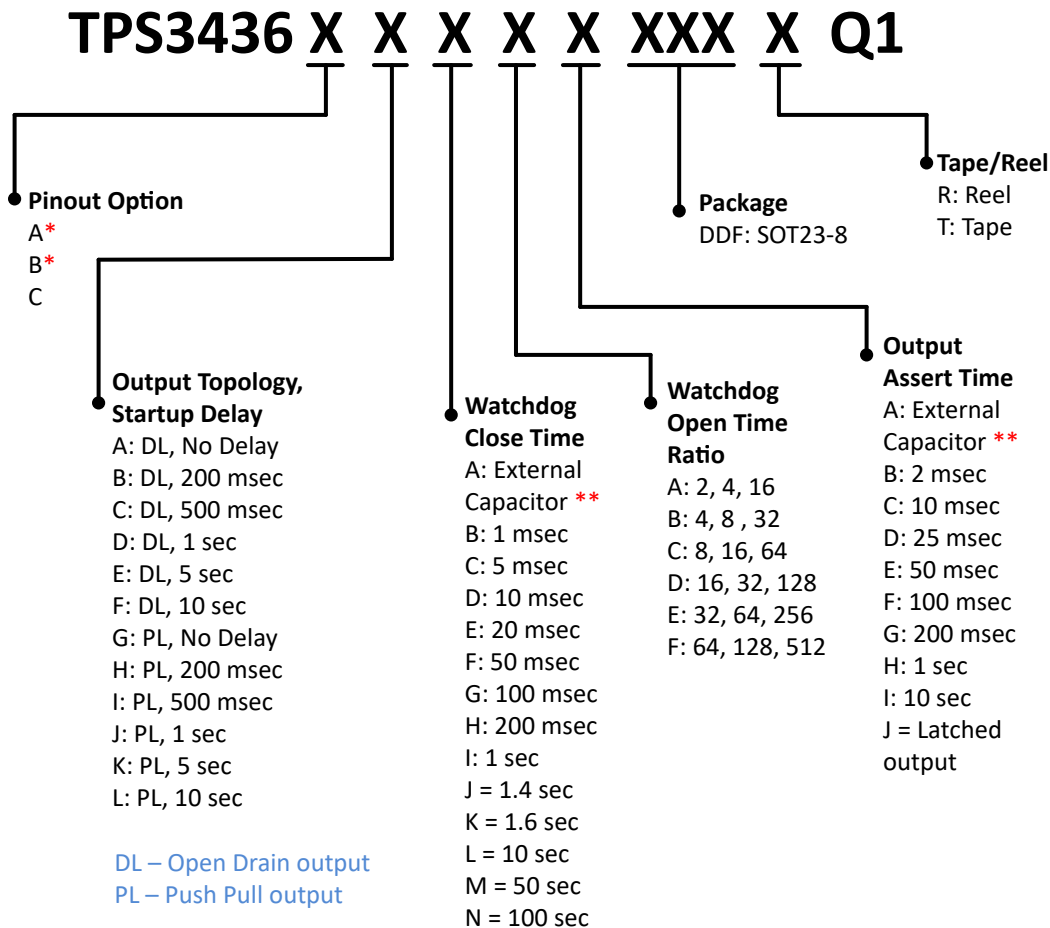 TPS3436 X X X X X XXX X Q1
Pinout Option
A*
B*
C
Output Topology,
Startup Delay
A: DL, No Delay
B: DL, 200 msec
C: DL, 500 msec
D: DL, 1 sec
E: DL, 5 sec
F: DL, 10 sec
G: PL, No Delay
H: PL, 200 msec
I: PL, 500 msec
J: PL, 1 sec
K: PL, 5 sec
L: PL, 10 sec
DL – Open Drain output
PL – Push Pull output
Watchdog
Close Time
A: External
Capacitor **
B: 1 msec
C: 5 msec
D: 10 msec
E: 20 msec
F: 50 msec
G: 100 msec
H: 200 msec
I: 1 sec
J = 1.4 sec
K = 1.6 sec
L = 10 sec
M = 50 sec
N = 100 sec
Watchdog
Open Time
Ratio
A: 2, 4, 16
B: 4, 8 , 32
C: 8, 16, 64
D: 16, 32, 128
E: 32, 64, 256
F: 64, 128, 512
Output
Assert Time
A: External
Capacitor **
B: 2 msec
C: 10 msec
D: 25 msec
E: 50 msec
F: 100 msec
G: 200 msec
H: 1 sec
I: 10 sec
J = Latched
output
Package
DDF: SOT23-8
Tape/Reel
R: Reel
T: Tape